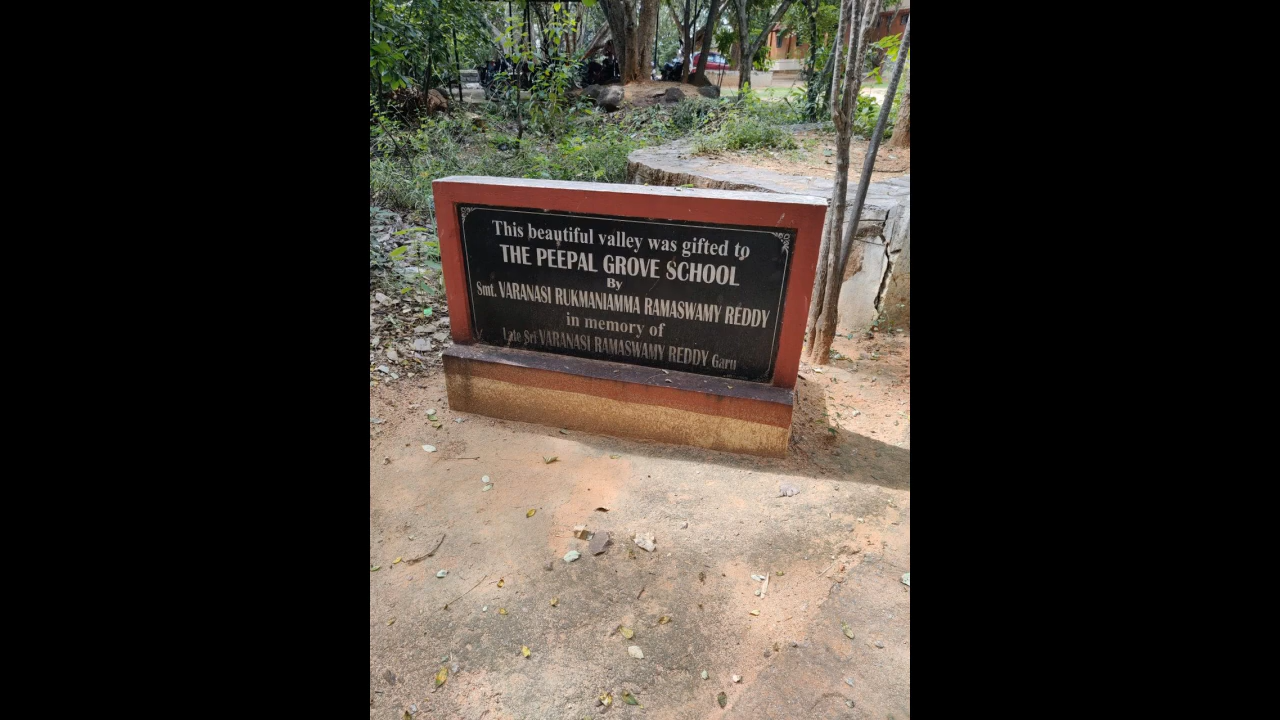 This beautiful valley was gifted to
THE PEEPAL GROVE SCHOOL
By
Smt. VARANASI RUKMANIAMMA RAMASWAMY REDDY
in memory of
Late Sri VARANASI RAMASWAMY REDDY Garu